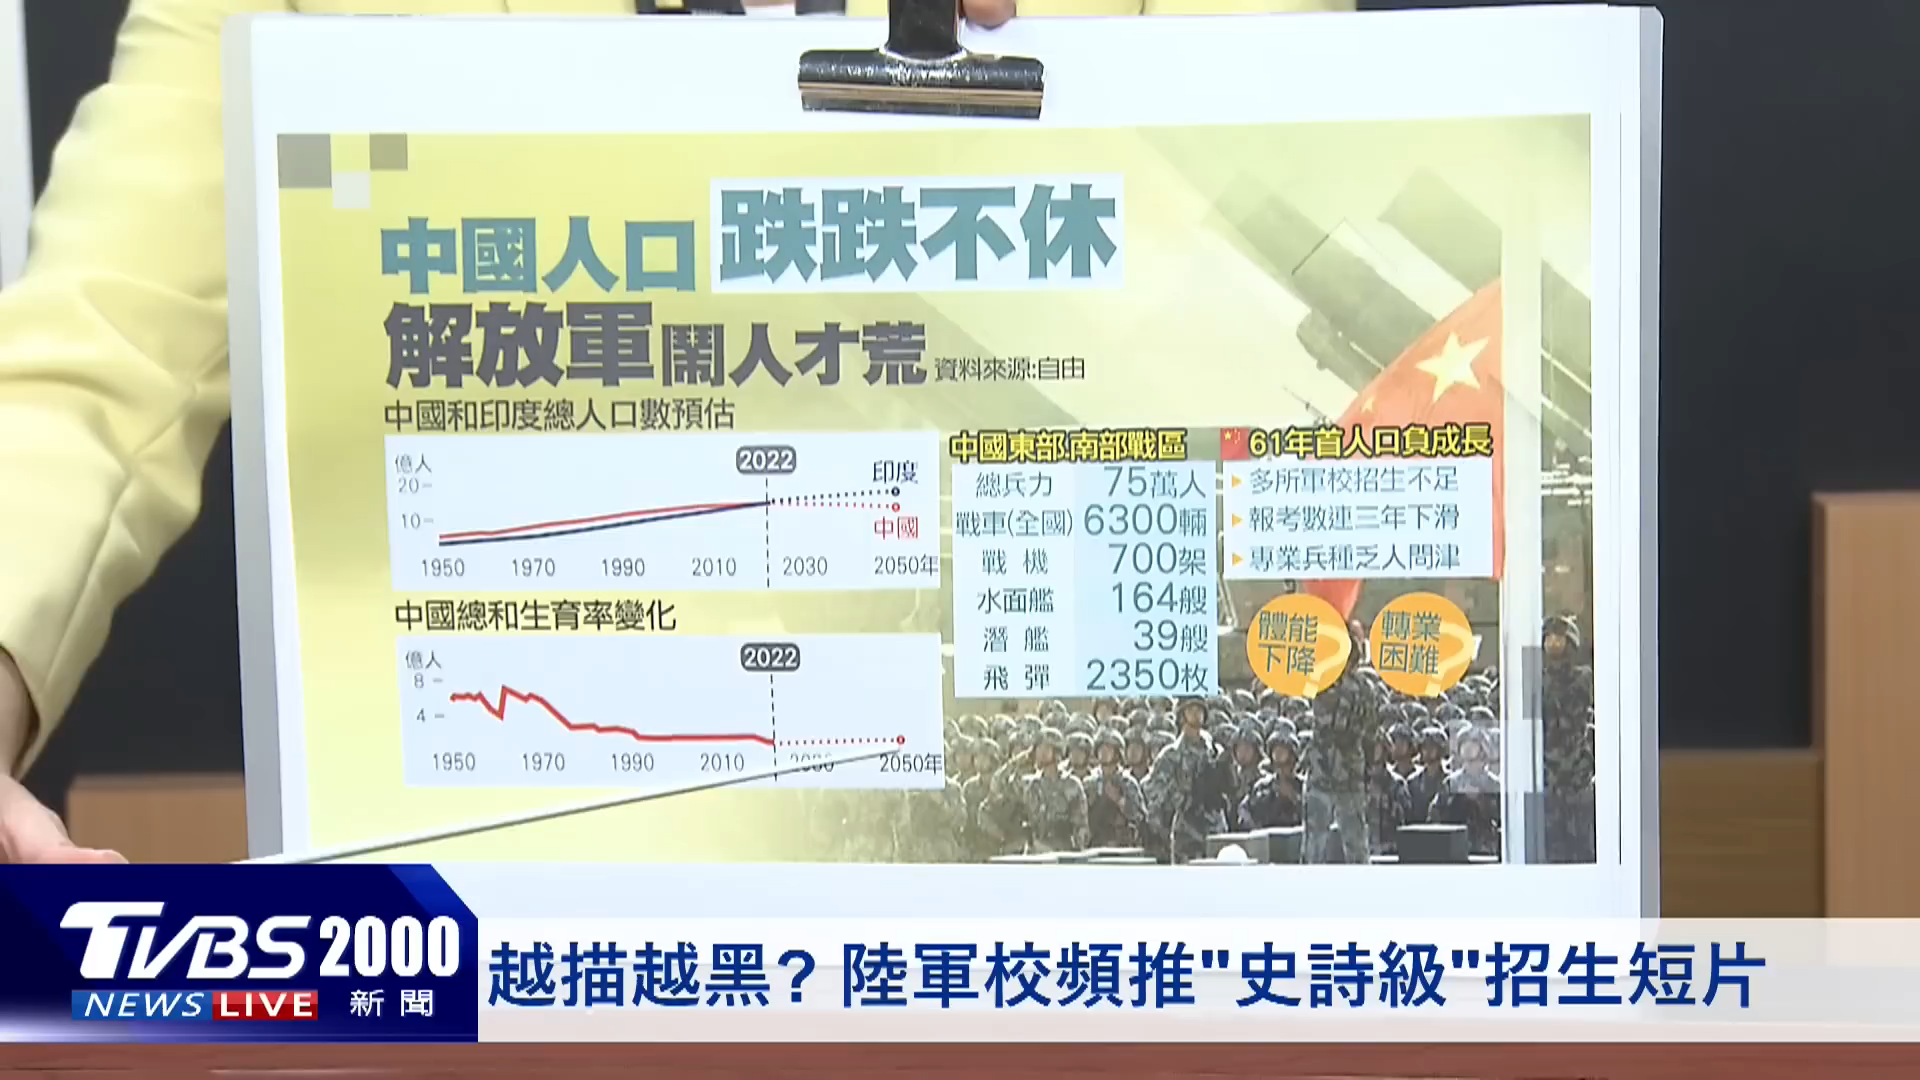 中國人口 跌跌不休
解放軍鬧人才荒 資料來源:自由
中國和印度總人口數預估
億人
20
10
2022
印度
中國
1950 1970 1990 2010 2030 2050年
中國總和生育率變化
億人
8
4
2022
1950 1970 1990 2010 2030 2050年
中國東部.南部戰區
總兵力 75萬人
戰車(全國) 6300輛
戰機 700架
水面艦 164艘
潛艦 39艘
飛彈 2350枚
61年首人口負成長
多所軍校招生不足
報考數連三年下滑
專業兵種乏人問津
體能下降?
轉業困難?
TVBS 2000
NEWS LIVE 新聞
越描越黑? 陸軍校頻推"史詩級"招生短片